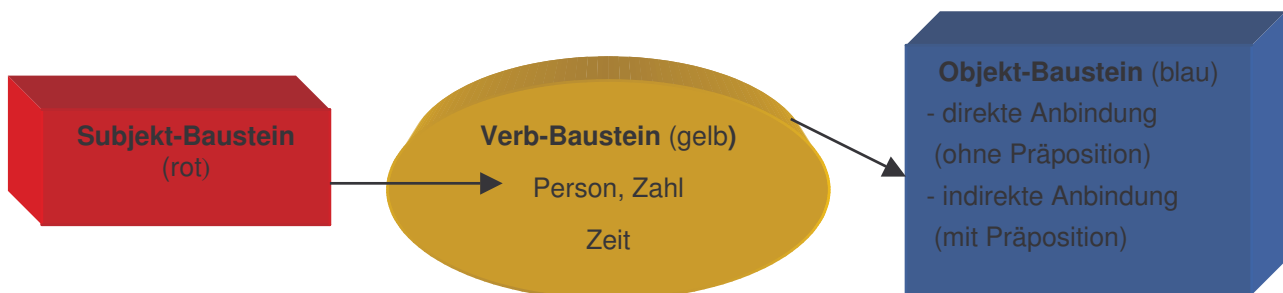 Subjekt-Baustein
(rot)
Verb-Baustein (gelb)
Person, Zahl
Zeit
Objekt-Baustein (blau)
- direkte Anbindung
(ohne Präposition)
- indirekte Anbindung
(mit Präposition)